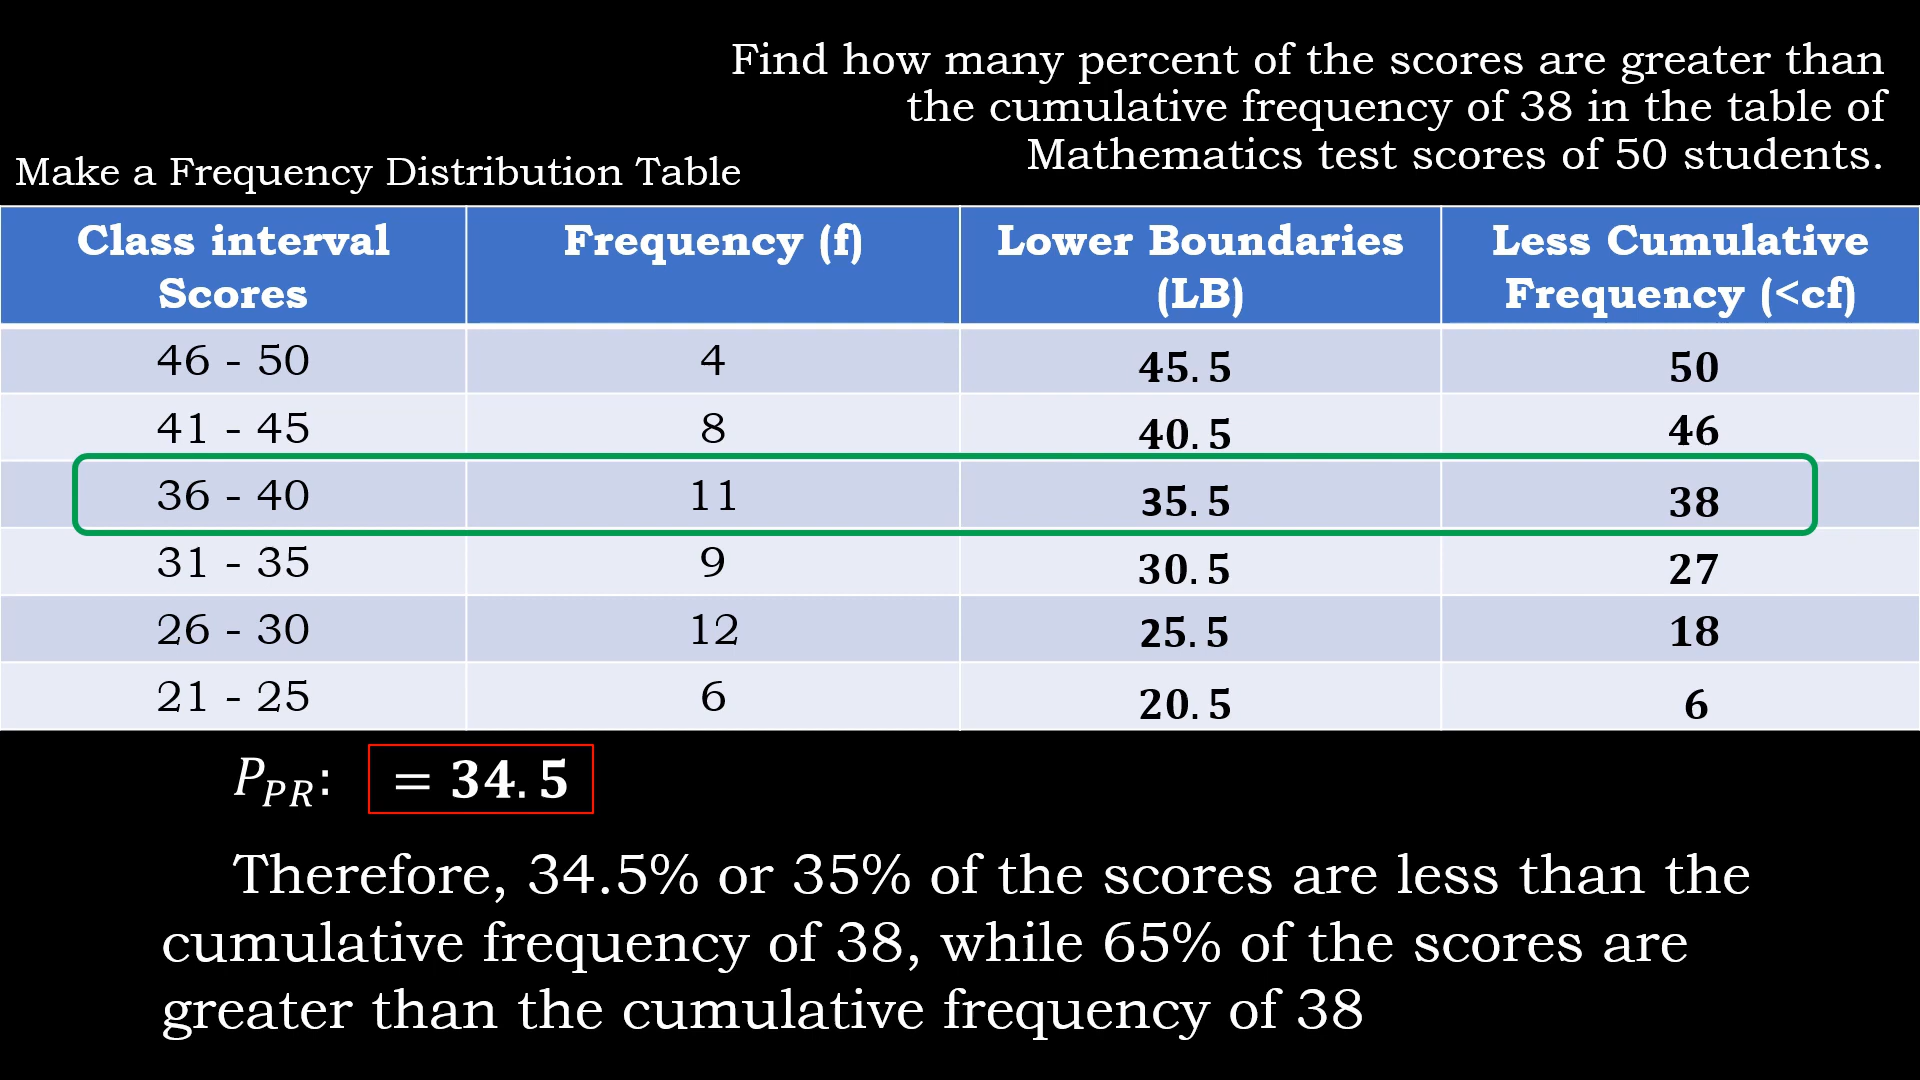 Find how many percent of the scores are greater than
the cumulative frequency of 38 in the table of
Mathematics test scores of 50 students.
Make a Frequency Distribution Table
Class interval Scores Frequency (f) Lower Boundaries (LB) Less Cumulative Frequency (<cf)
46 - 50 4 45.5 50
41 - 45 8 40.5 46
36 - 40 11 35.5 38
31 - 35 9 30.5 27
26 - 30 12 25.5 18
21 - 25 6 20.5 6
P_PR: = 34.5
Therefore, 34.5% or 35% of the scores are less than the
cumulative frequency of 38, while 65% of the scores are
greater than the cumulative frequency of 38